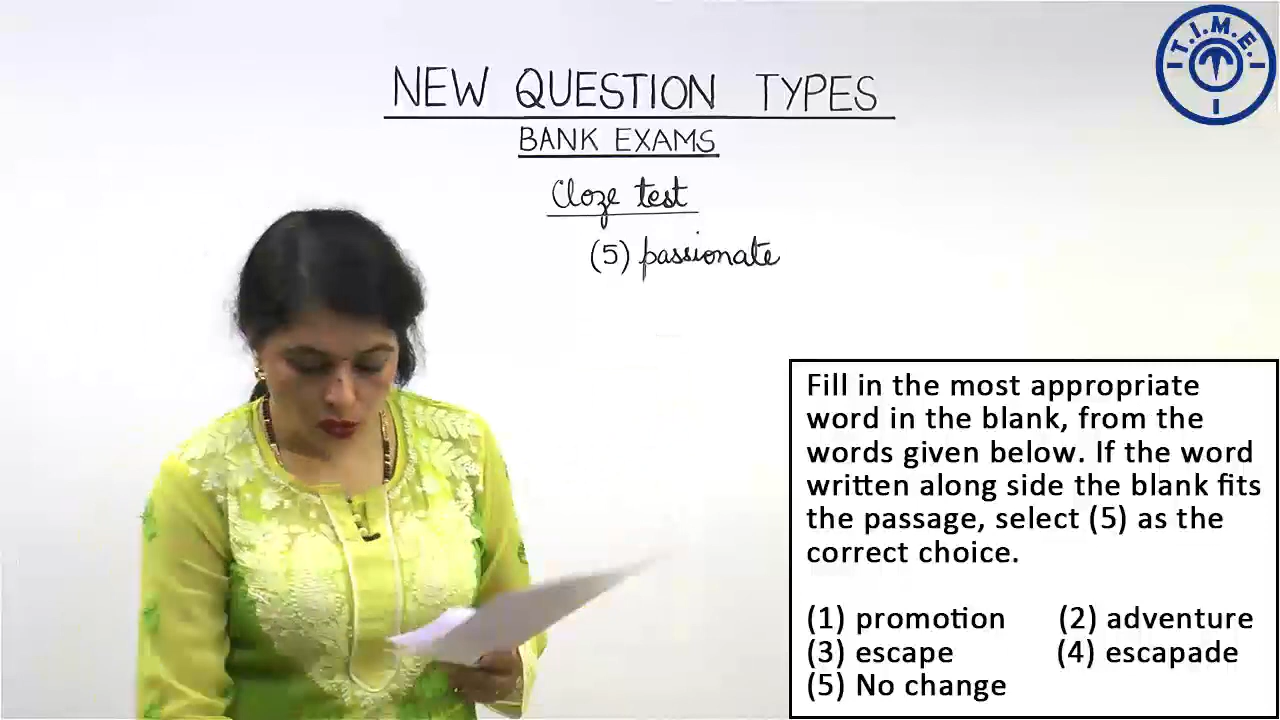 T.I.M.E.
NEW QUESTION TYPES
BANK EXAMS
Cloze test
(5) passionate
Fill in the most appropriate
word in the blank, from the
words given below. If the word
written along side the blank fits
the passage, select (5) as the
correct choice.
(1) promotion (2) adventure
(3) escape (4) escapade
(5) No change